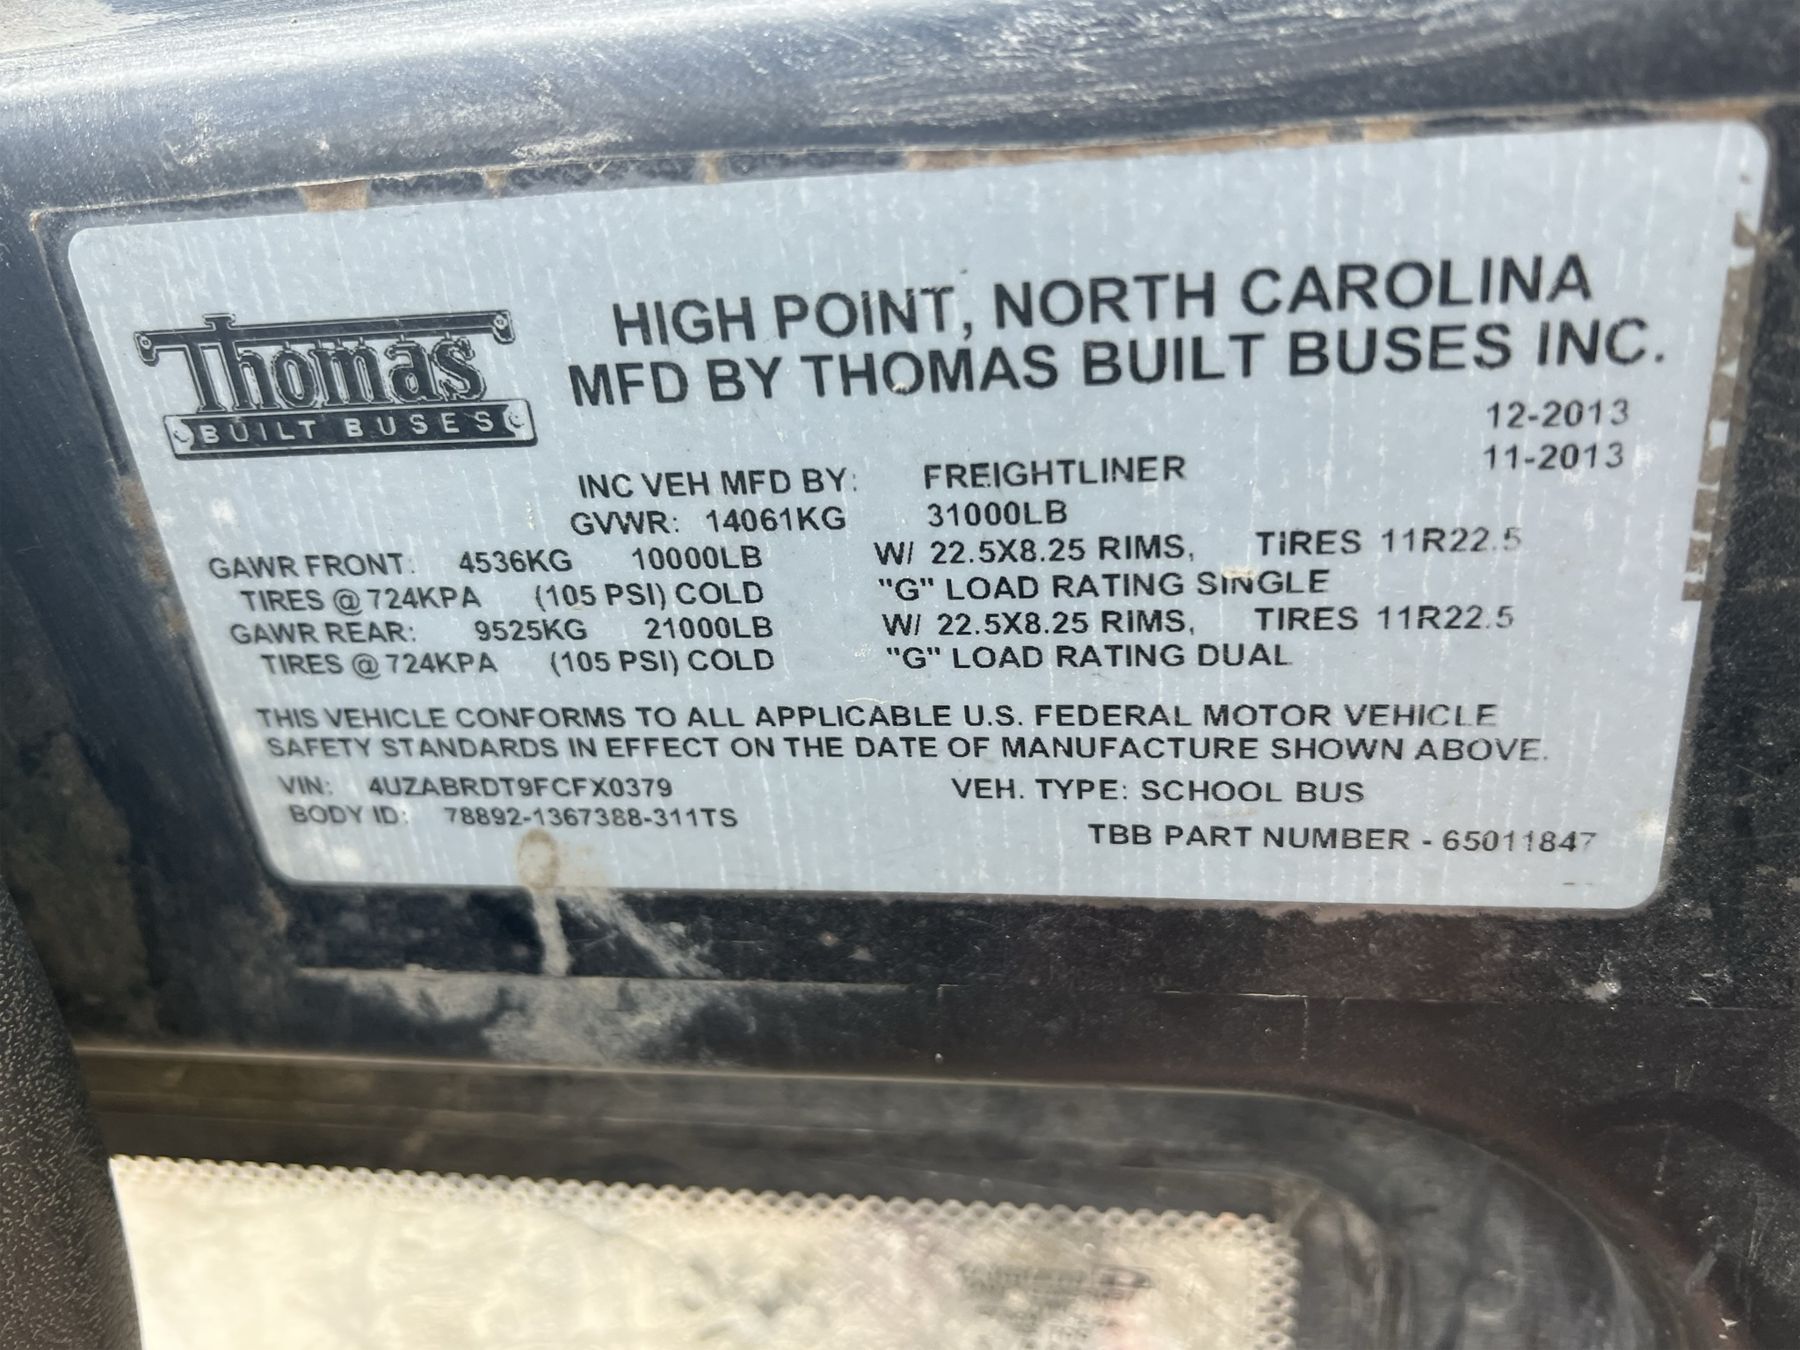 Thomas
BUILT BUSES
HIGH POINT, NORTH CAROLINA
MFD BY THOMAS BUILT BUSES INC.
12-2013
INC VEH MFD BY: FREIGHTLINER 11-2013
GVWR: 14061KG 31000LB
GAWR FRONT: 4536KG 10000LB W/ 22.5X8.25 RIMS, TIRES 11R22.5
TIRES @ 724KPA (105 PSI) COLD "G" LOAD RATING SINGLE
GAWR REAR: 9525KG 21000LB W/ 22.5X8.25 RIMS, TIRES 11R22.5
TIRES @ 724KPA (105 PSI) COLD "G" LOAD RATING DUAL
THIS VEHICLE CONFORMS TO ALL APPLICABLE U.S. FEDERAL MOTOR VEHICLE
SAFETY STANDARDS IN EFFECT ON THE DATE OF MANUFACTURE SHOWN ABOVE.
VIN: 4UZABRDT9FCFX0379 VEH. TYPE: SCHOOL BUS
BODY ID: 78892-1367388-311TS
TBB PART NUMBER - 65011847